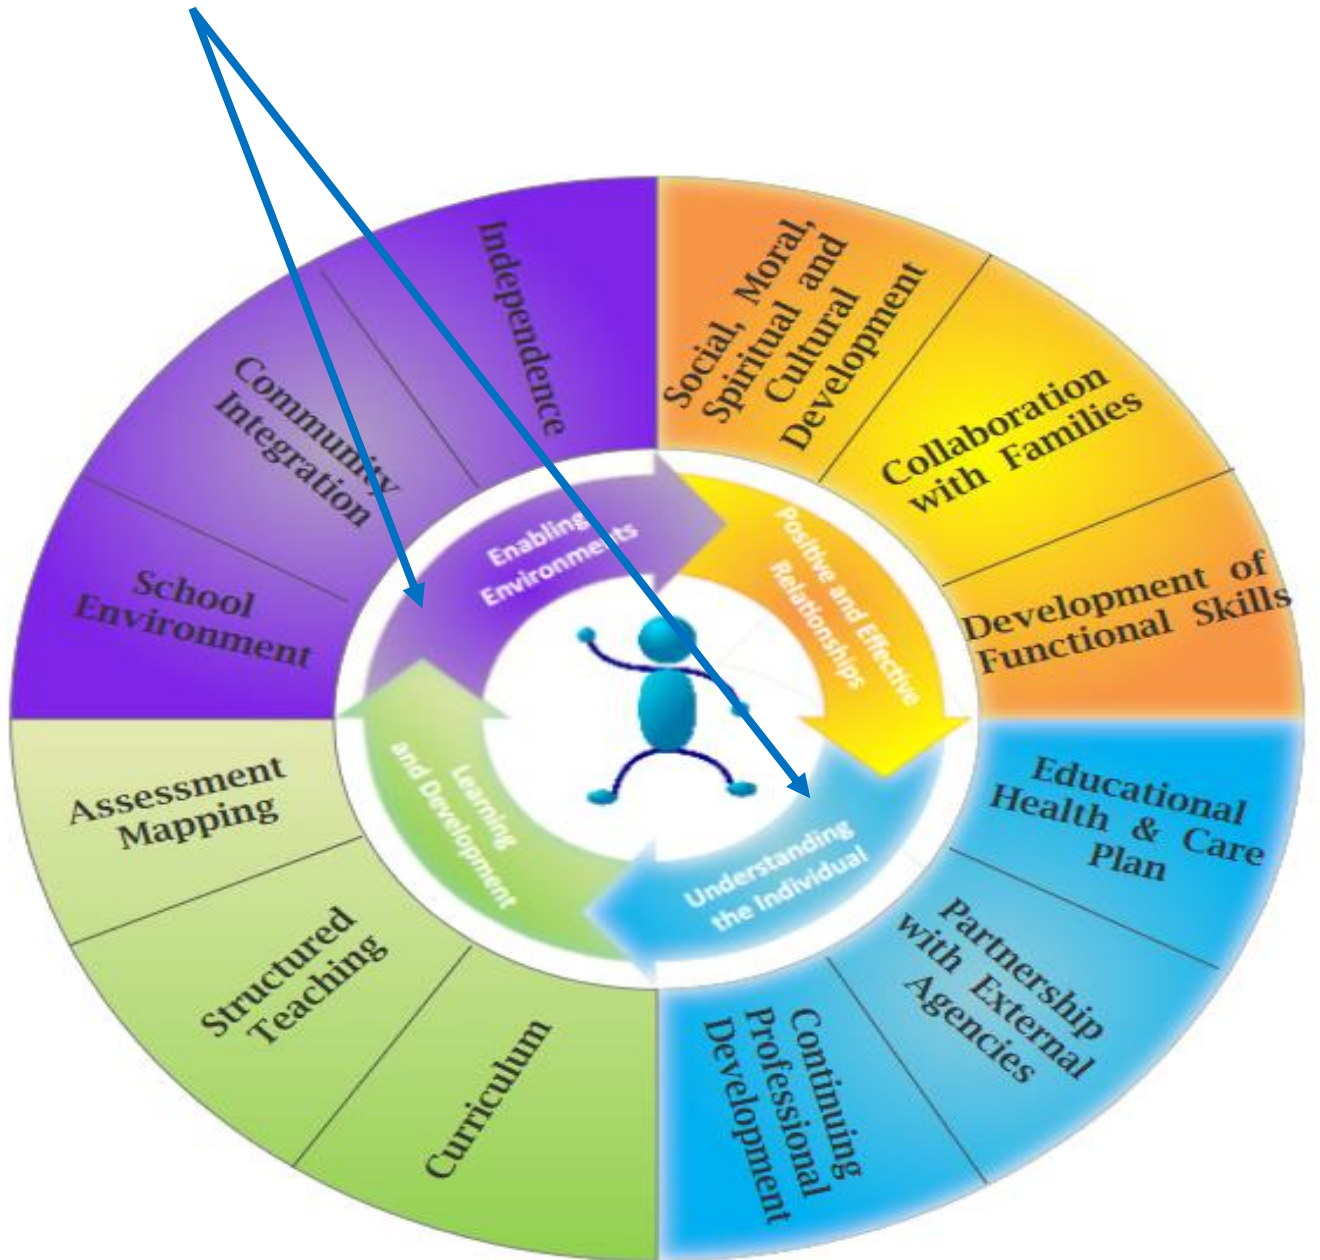 Independence
Social, Moral,
Spiritual and
Cultural
Development
Community
Integration
Collaboration
with Families
School
Environment
Development of
Functional Skills
Enabling
Environments
Positive and Effective
Relationships
Learning
and Development
Understanding
the Individual
Assessment
Mapping
Educational
Health & Care
Plan
Structured
Teaching
Partnership
with External
Agencies
Curriculum
Continuing
Professional
Development